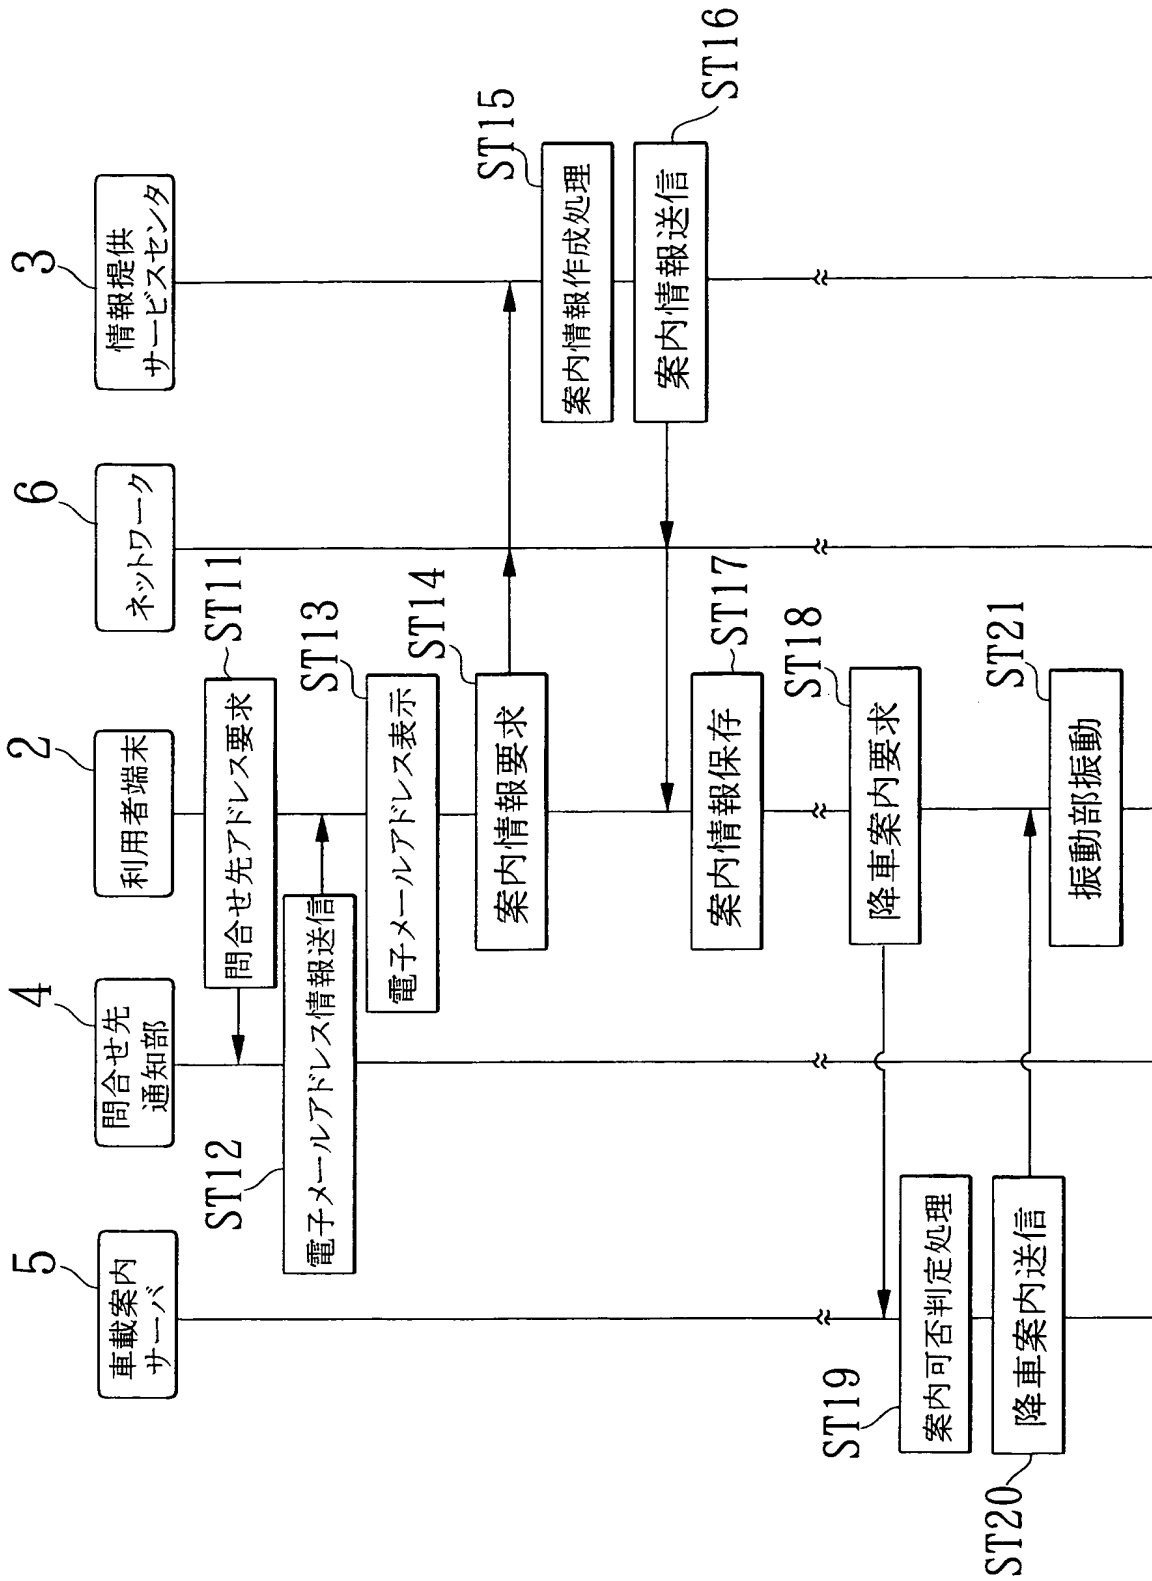 5
車載案内
サーバ
4
問合せ先
通知部
2
利用者端末
6
ネットワーク
3
情報提供
サービスセンタ
ST11
問合せ先アドレス要求
ST12
電子メールアドレス情報送信
ST13
電子メールアドレス表示
ST14
案内情報要求
ST15
案内情報作成処理
ST16
案内情報送信
ST17
案内情報保存
ST18
降車案内要求
ST19
案内可否判定処理
ST20
降車案内送信
ST21
振動部振動